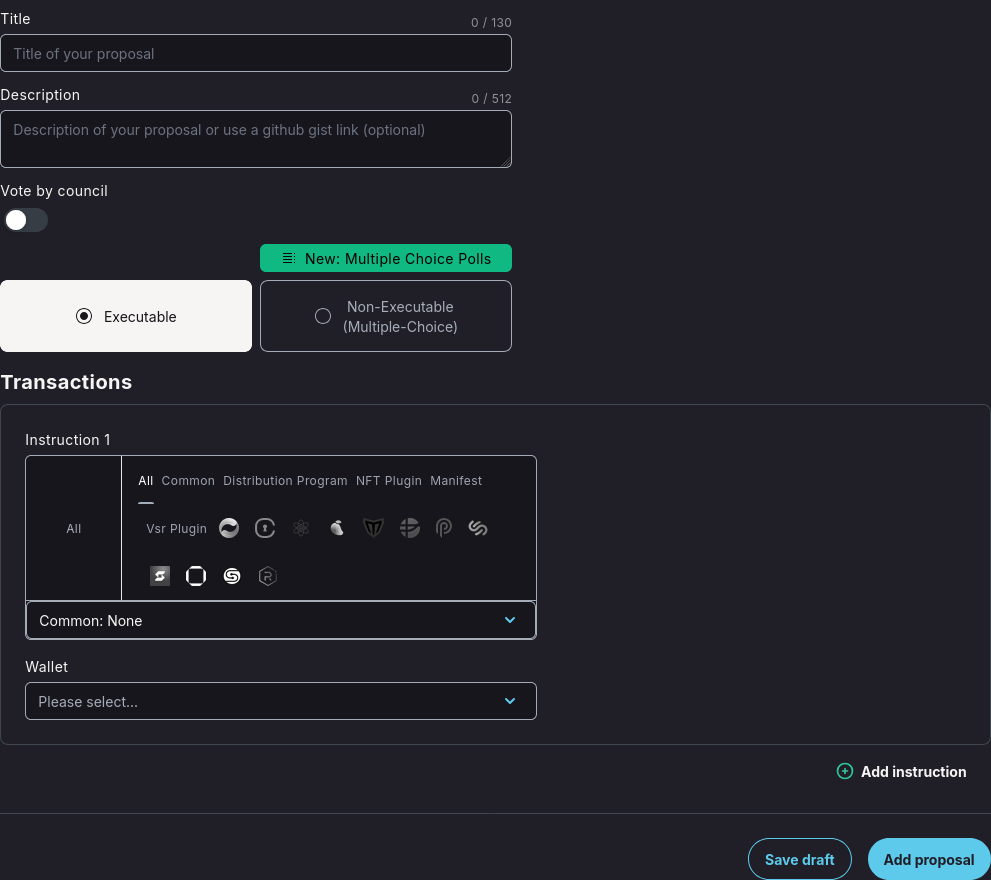 Title
0 / 130
Title of your proposal
Description
0 / 512
Description of your proposal or use a github gist link (optional)
Vote by council
New: Multiple Choice Polls
Executable
Non-Executable
(Multiple-Choice)
Transactions
Instruction 1
All
All Common Distribution Program NFT Plugin Manifest
Vsr Plugin
Common: None
Wallet
Please select...
Add instruction
Save draft
Add proposal